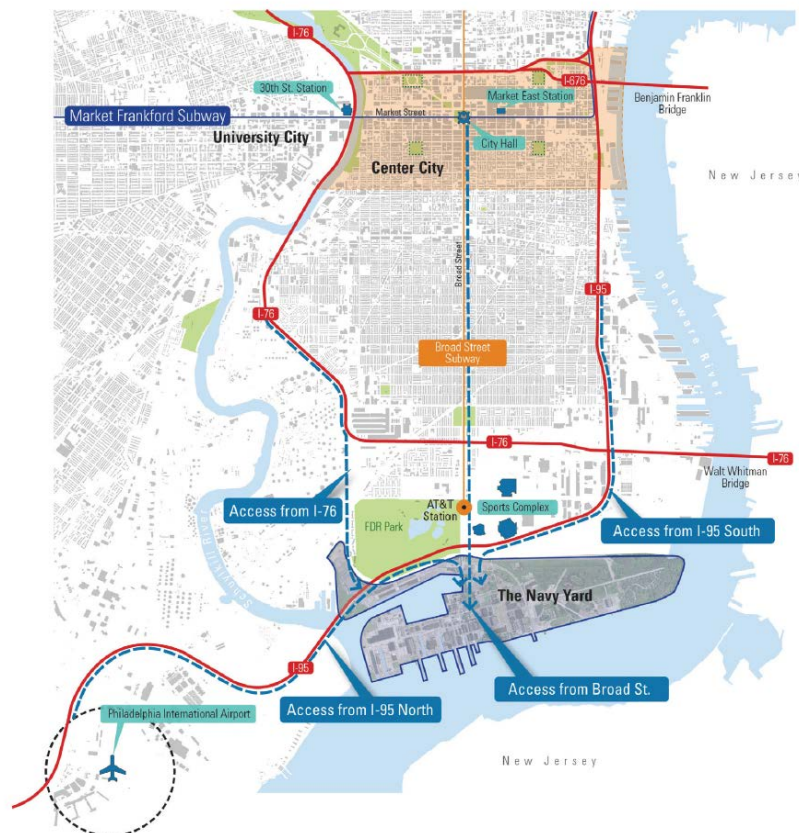 I-76
30th St. Station
I-676
Market East Station
Benjamin Franklin
Bridge
Market Frankford Subway
Market Street
University City
City Hall
Center City
New Jersey
Broad Street
Delaware River
I-95
I-76
Broad Street
Subway
I-76
I-76
Walt Whitman
Bridge
Access from I-76
AT&T
Station
Sports Complex
FDR Park
Access from I-95 South
Schuylkill River
The Navy Yard
I-95
Access from Broad St.
Access from I-95 North
Philadelphia International Airport
New Jersey